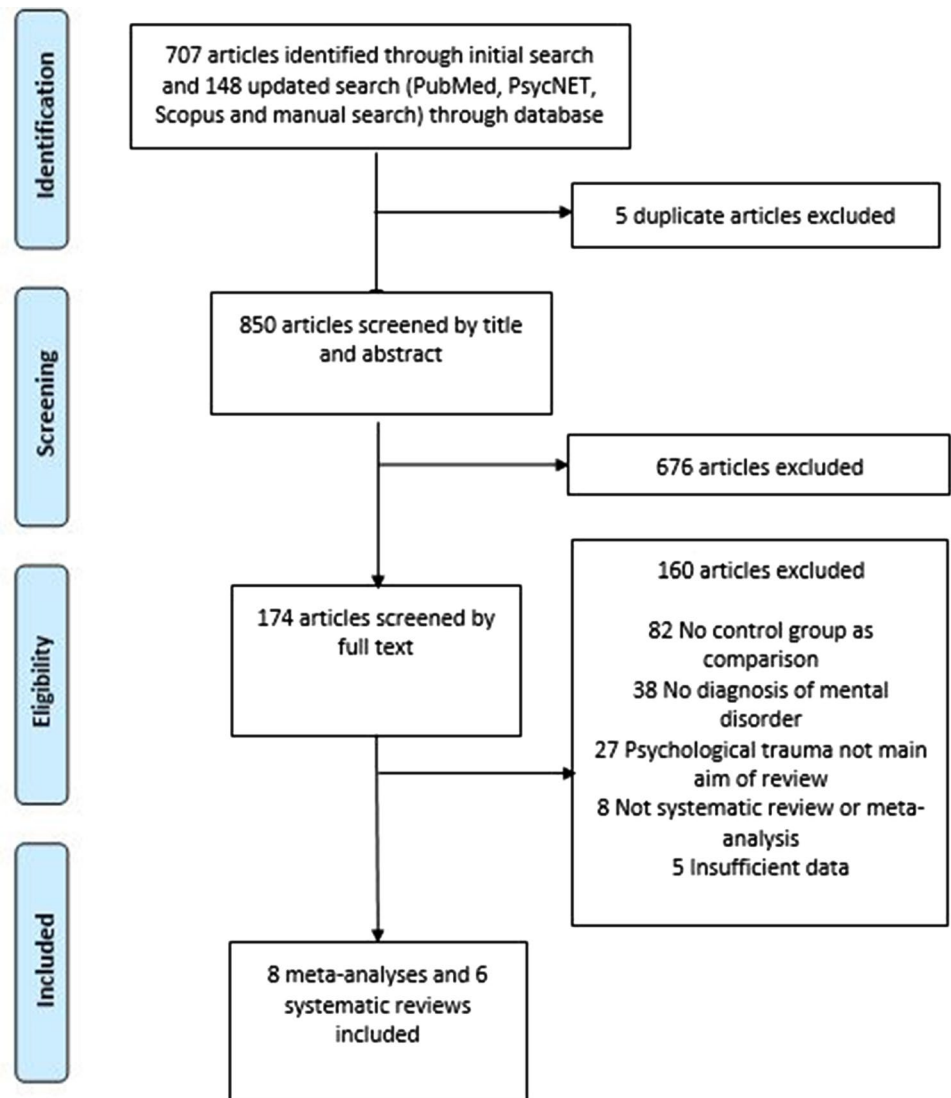 Identification
707 articles identified through initial search
and 148 updated search (PubMed, PsycNET,
Scopus and manual search) through database
5 duplicate articles excluded
Screening
850 articles screened by title
and abstract
676 articles excluded
Eligibility
174 articles screened by
full text
160 articles excluded
82 No control group as
comparison
38 No diagnosis of mental
disorder
27 Psychological trauma not main
aim of review
8 Not systematic review or meta-
analysis
5 Insufficient data
Included
8 meta-analyses and 6
systematic reviews
included